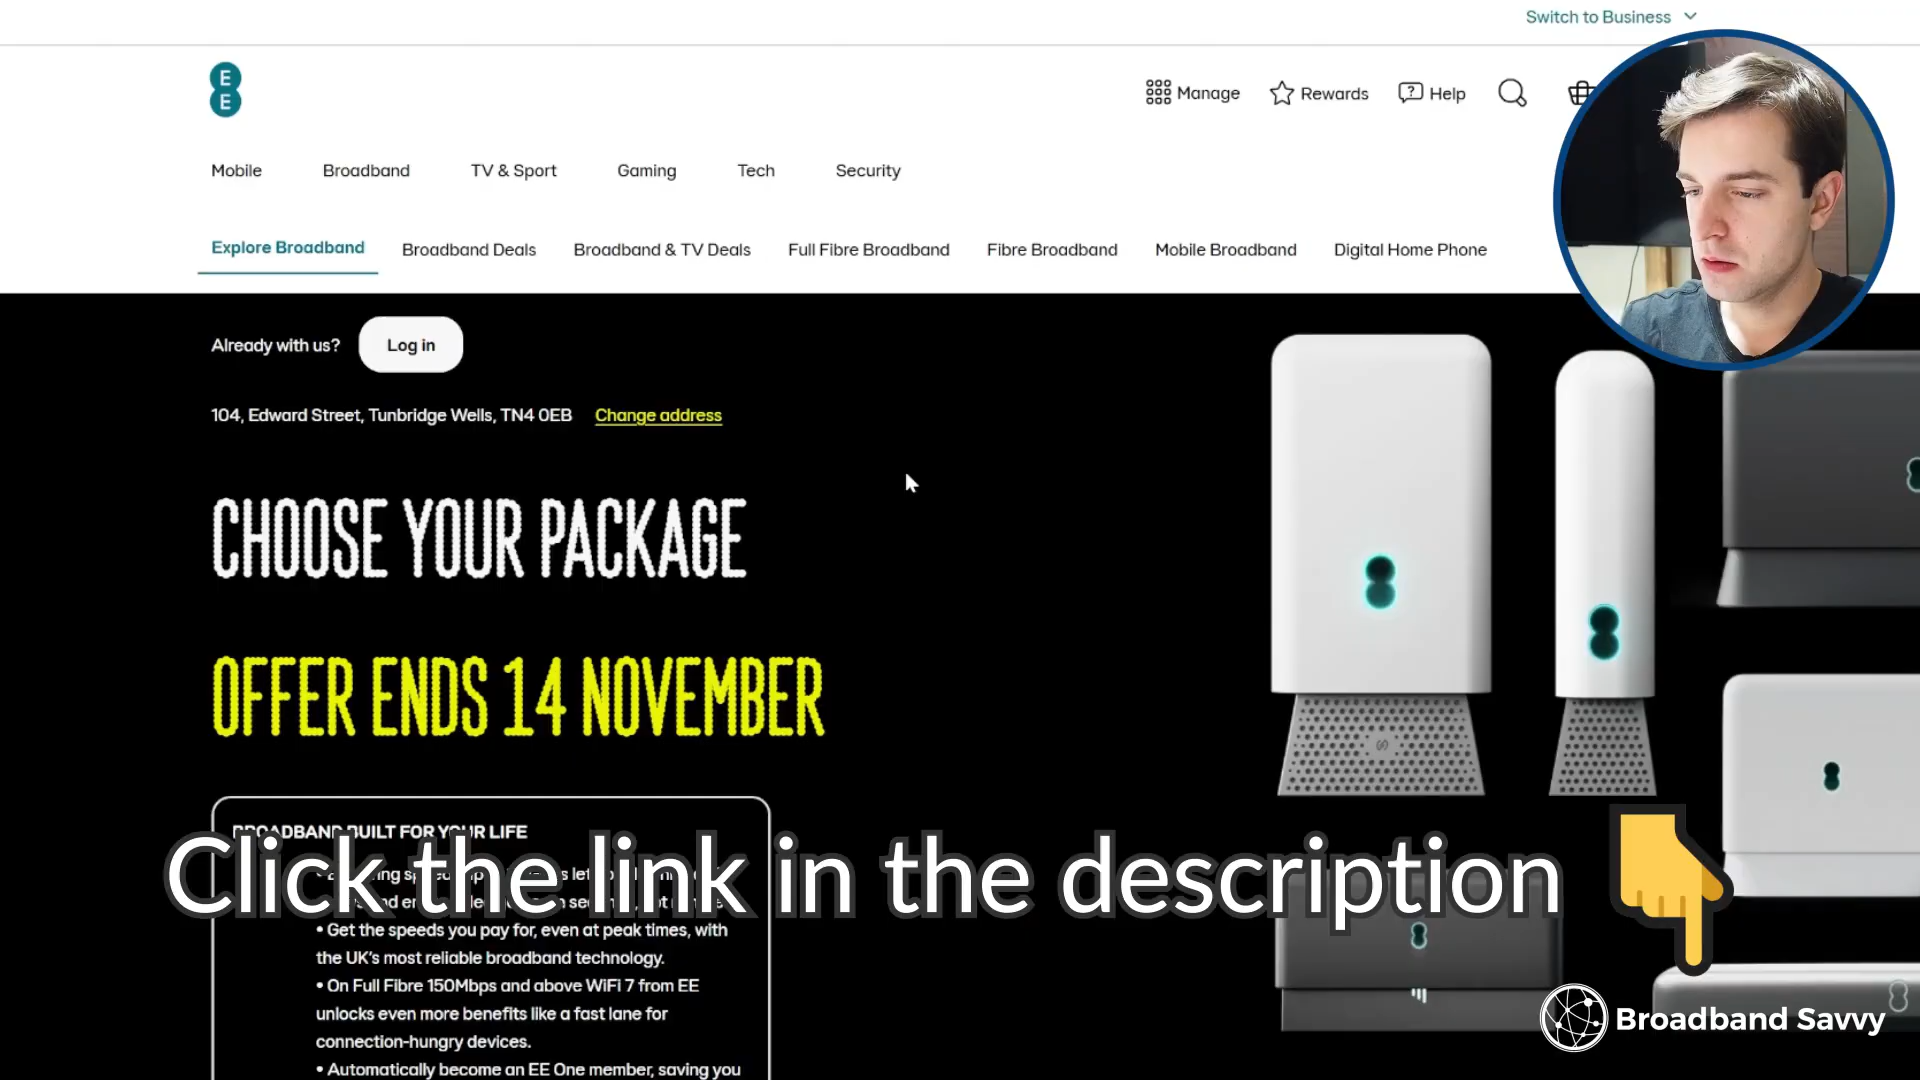 Switch to Business
E
E
Manage
Rewards
Help
Mobile
Broadband
TV & Sport
Gaming
Tech
Security
Explore Broadband
Broadband Deals
Broadband & TV Deals
Full Fibre Broadband
Fibre Broadband
Mobile Broadband
Digital Home Phone
Already with us?
Log in
104, Edward Street, Tunbridge Wells, TN4 0EB
Change address
CHOOSE YOUR PACKAGE
OFFER ENDS 14 NOVEMBER
BROADBAND BUILT FOR YOUR LIFE
Click the link in the description
• Get the speeds you pay for, even at peak times, with
the UK's most reliable broadband technology.
• On Full Fibre 150Mbps and above WiFi 7 from EE
unlocks even more benefits like a fast lane for
connection-hungry devices.
• Automatically become an EE One member, saving you
Broadband Savvy